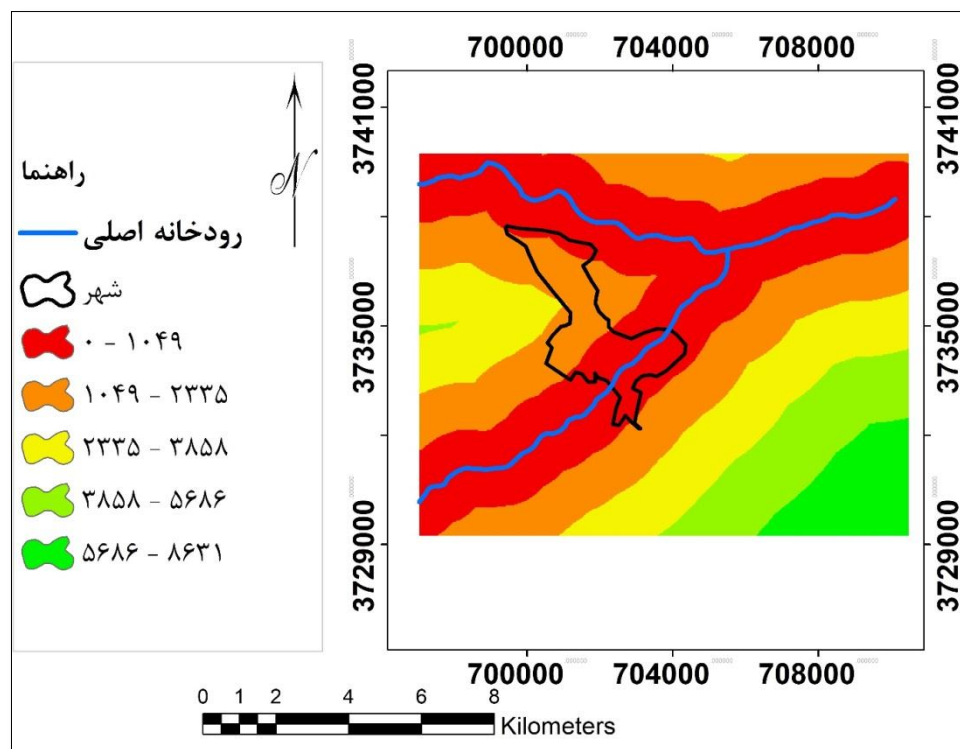 700000 704000 708000
3741000
3735000
3729000
3741000
3735000
3729000
700000 704000 708000
N
راهنما
رودخانه اصلی
شهر
۰ - ۱۰۴۹
۱۰۴۹ - ۲۳۳۵
۲۳۳۵ - ۳۸۵۸
۳۸۵۸ - ۵۶۸۶
۵۶۸۶ - ۸۶۳۱
0 1 2 4 6 8
Kilometers